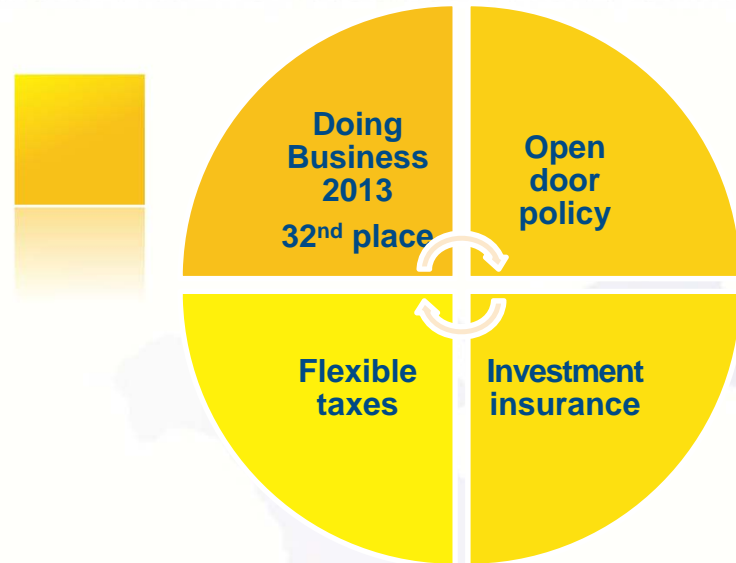 Doing
Business
2013
32nd place
Open
door
policy
Flexible
taxes
Investment
insurance